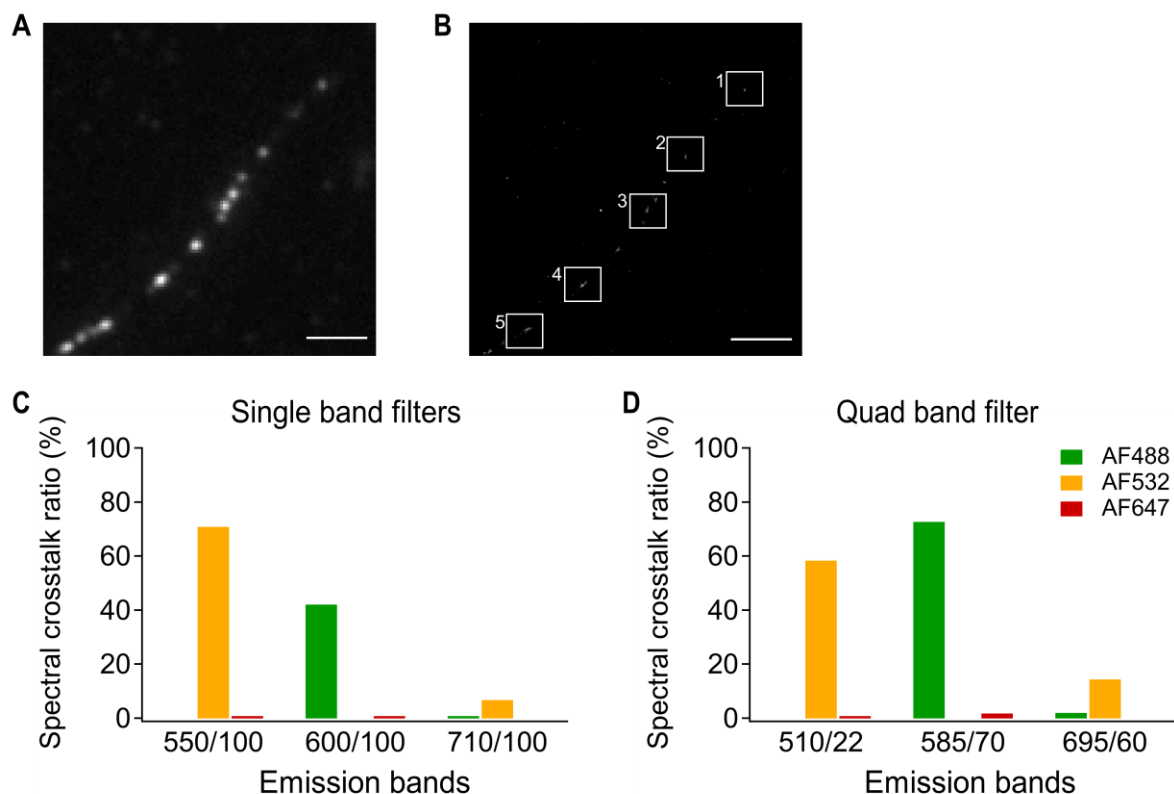 A
B
1
2
3
4
5
C
Single band filters
Spectral crosstalk ratio (%)
100
80
60
40
20
0
550/100 600/100 710/100
Emission bands
D
Quad band filter
Spectral crosstalk ratio (%)
100
80
60
40
20
0
AF488
AF532
AF647
510/22 585/70 695/60
Emission bands